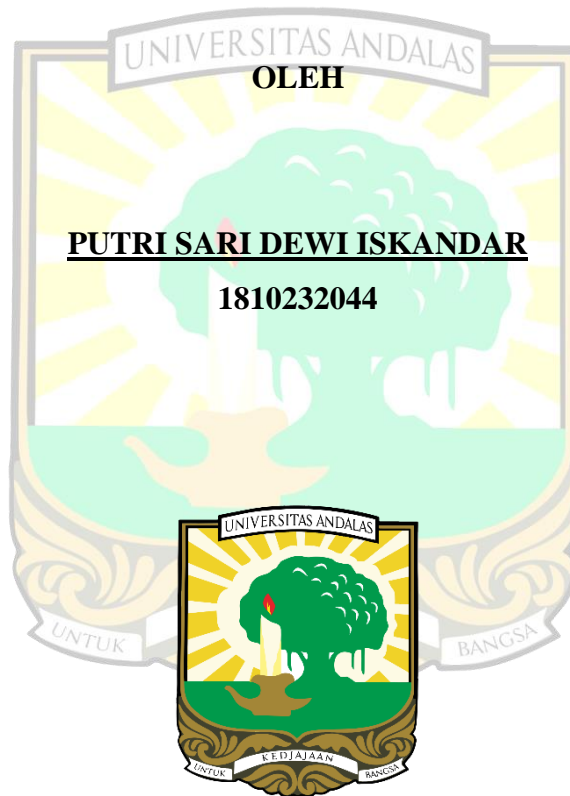 UNIVERSITAS ANDALAS
OLEH
PUTRI SARI DEWI ISKANDAR
1810232044
UNIVERSITAS ANDALAS
UNTUK
BANGSA
UNTUK
KEDJAJAAN
BANGSA